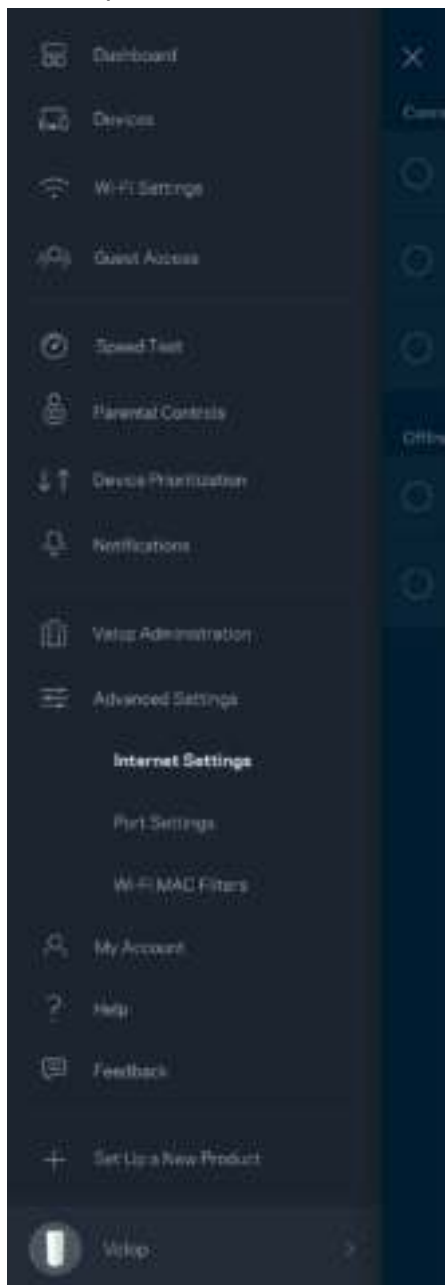 Dashboard
Devices
Wi-Fi Settings
Guest Access
Speed Test
Parental Controls
Device Prioritization
Notifications
Velop Administration
Advanced Settings
Internet Settings
Port Settings
Wi-Fi MAC Filters
My Account
? Help
Feedback
+ Set Up a New Product
Velop